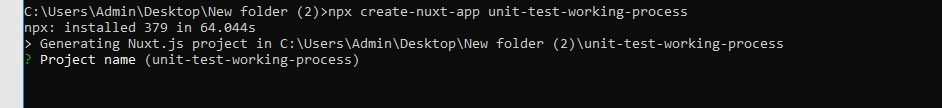 C:\Users\Admin\Desktop\New folder (2)>npx create-nuxt-app unit-test-working-process
npx: installed 379 in 64.044s
> Generating Nuxt.js project in C:\Users\Admin\Desktop\New folder (2)\unit-test-working-process
? Project name (unit-test-working-process)